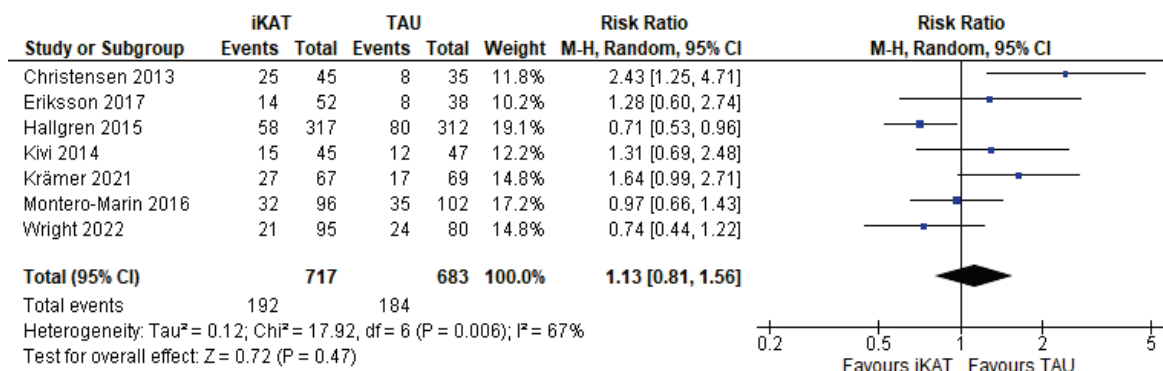 iKAT TAU Risk Ratio Risk Ratio
Study or Subgroup Events Total Events Total Weight M-H, Random, 95% CI M-H, Random, 95% CI
Christensen 2013 25 45 8 35 11.8% 2.43 [1.25, 4.71]
Eriksson 2017 14 52 8 38 10.2% 1.28 [0.60, 2.74]
Hallgren 2015 58 317 80 312 19.1% 0.71 [0.53, 0.96]
Kivi 2014 15 45 12 47 12.2% 1.31 [0.69, 2.48]
Krämer 2021 27 67 17 69 14.8% 1.64 [0.99, 2.71]
Montero-Marin 2016 32 96 35 102 17.2% 0.97 [0.66, 1.43]
Wright 2022 21 95 24 80 14.8% 0.74 [0.44, 1.22]
Total (95% CI) 717 683 100.0% 1.13 [0.81, 1.56]
Total events 192 184
Heterogeneity: Tau² = 0.12; Chi² = 17.92, df = 6 (P = 0.006); I² = 67%
Test for overall effect: Z = 0.72 (P = 0.47)
0.2 0.5 1 2 5
Favours iKAT Favours TAU